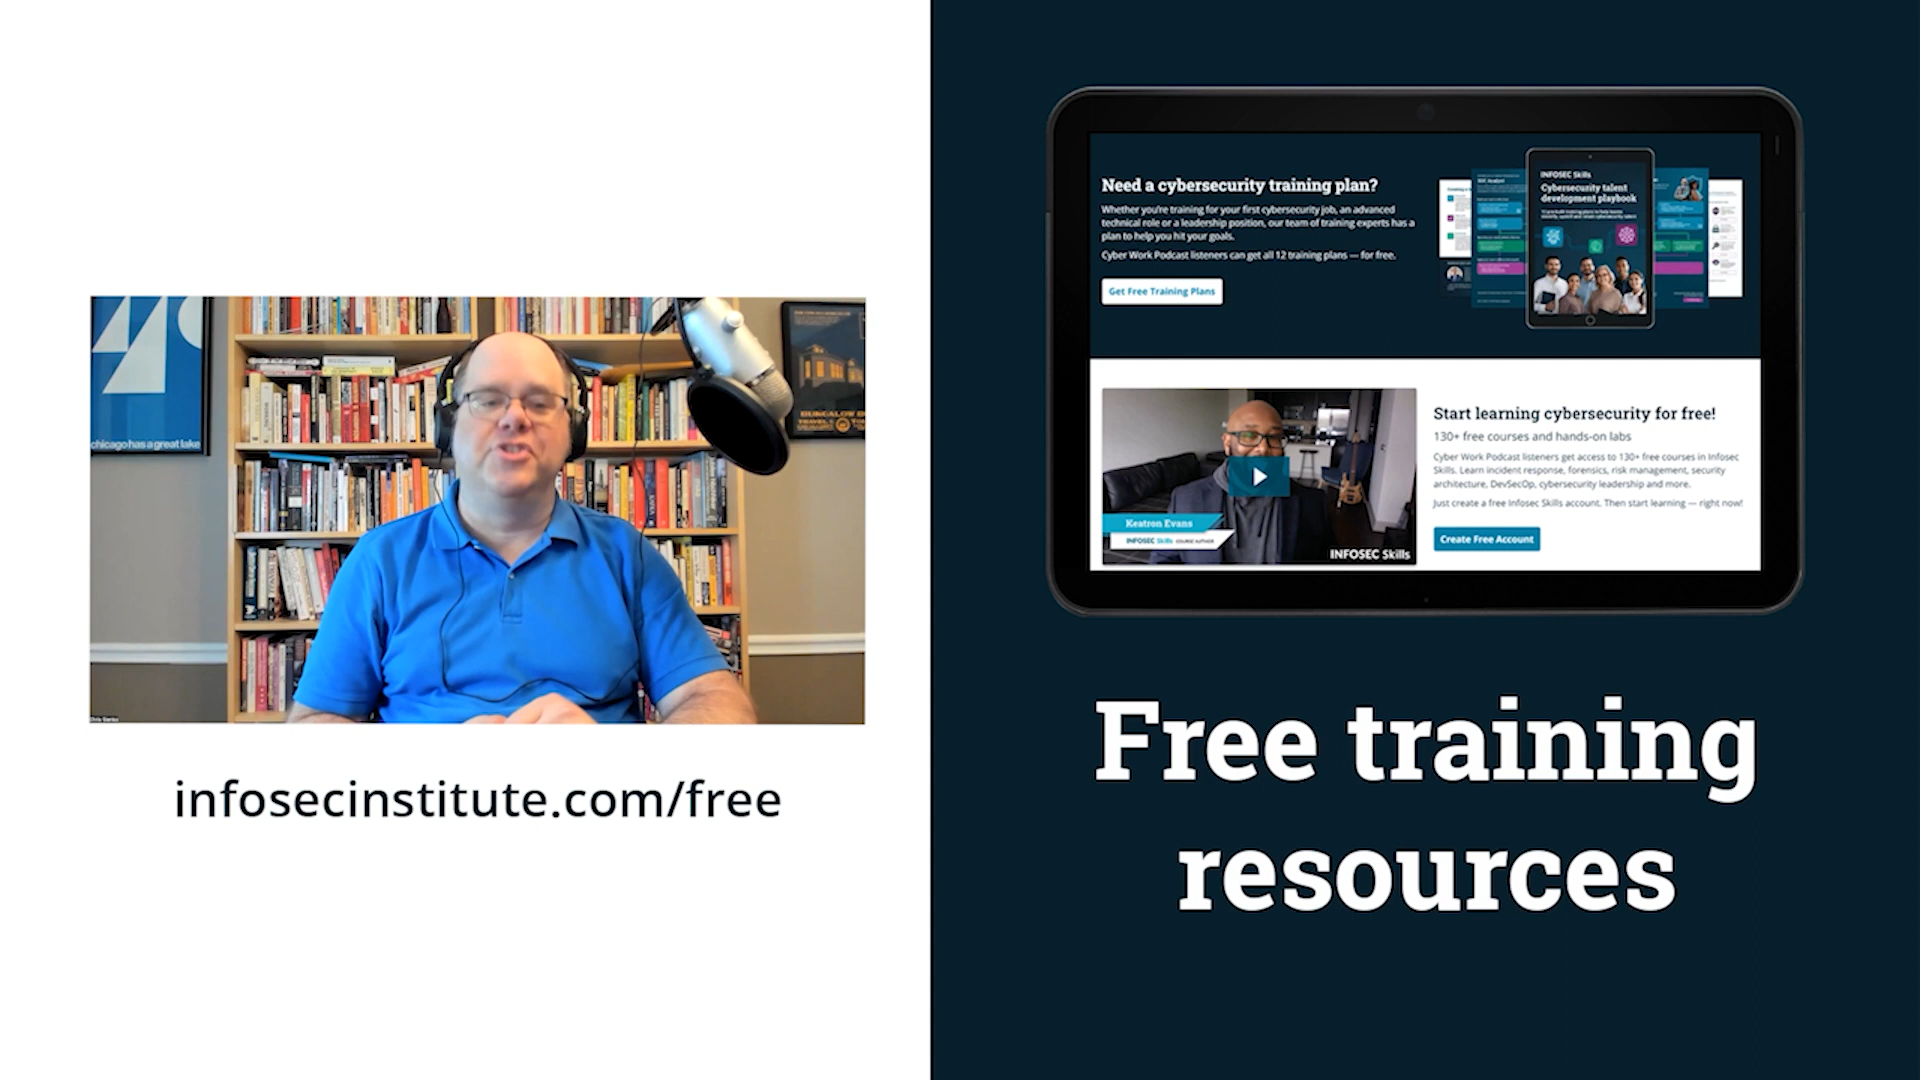 chicago has a great lake
BUNGALOW
infosecinstitute.com/free
Need a cybersecurity training plan?
Whether you're training for your first cybersecurity job, an advanced
technical role or a leadership position, our team of training experts has a
plan to help you hit your goals.
Cyber Work Podcast listeners can get all 12 training plans — for free.
Get Free Training Plans
INFOSEC Skills
Cybersecurity talent
development playbook
Start learning cybersecurity for free!
130+ free courses and hands-on labs
Cyber Work Podcast listeners get access to 130+ free courses in Infosec
Skills. Learn incident response, forensics, risk management, security
architecture, DevSecOp, cybersecurity leadership and more.
Just create a free Infosec Skills account. Then start learning — right now!
Create Free Account
Keatron Evans
INFOSEC Skills COURSE AUTHOR
INFOSEC Skills
Free training
resources